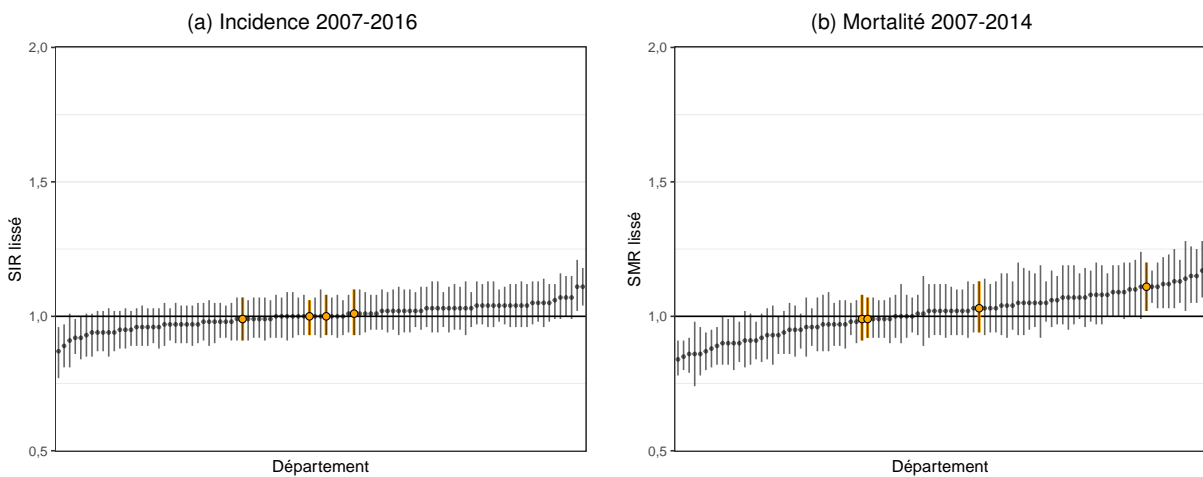 (a) Incidence 2007-2016
2,0
1,5
1,0
0,5
SIR lissé
Département
(b) Mortalité 2007-2014
2,0
1,5
1,0
0,5
SMR lissé
Département